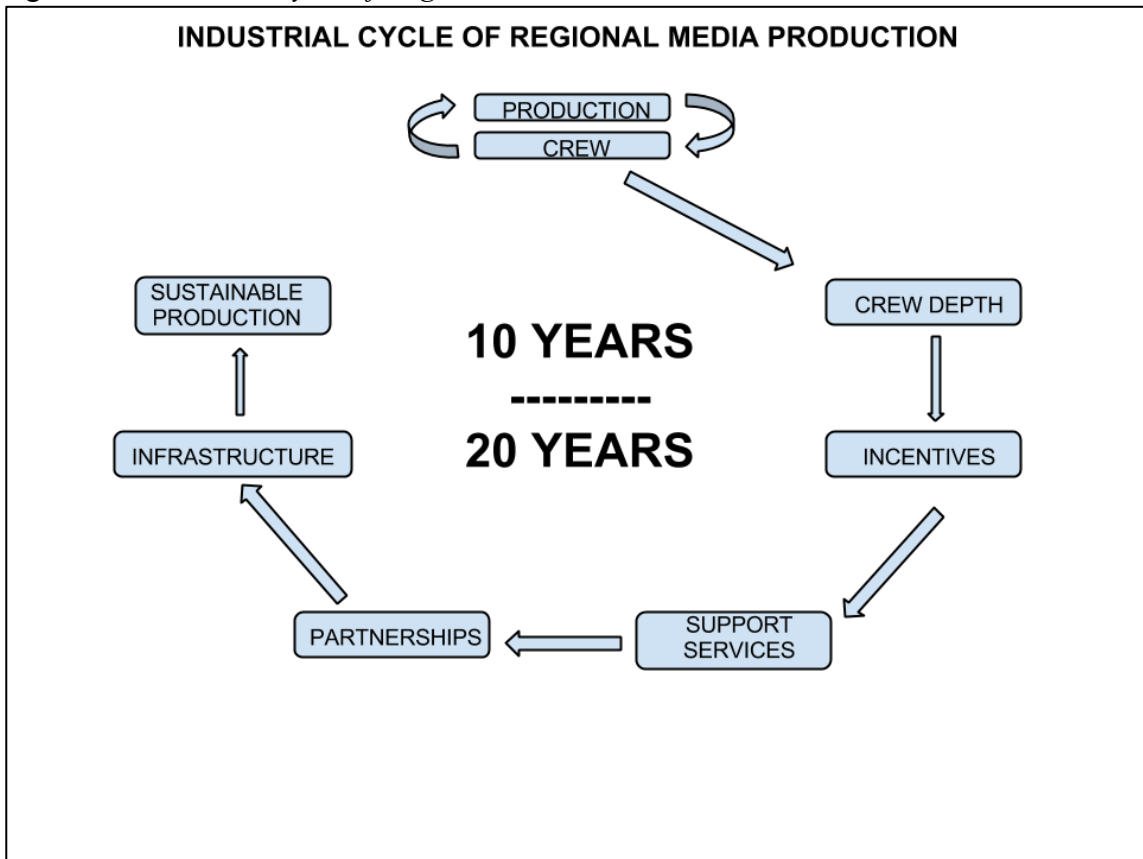 INDUSTRIAL CYCLE OF REGIONAL MEDIA PRODUCTION
PRODUCTION
CREW
SUSTAINABLE
PRODUCTION
CREW DEPTH
10 YEARS
---------
20 YEARS
INFRASTRUCTURE
INCENTIVES
PARTNERSHIPS
SUPPORT
SERVICES